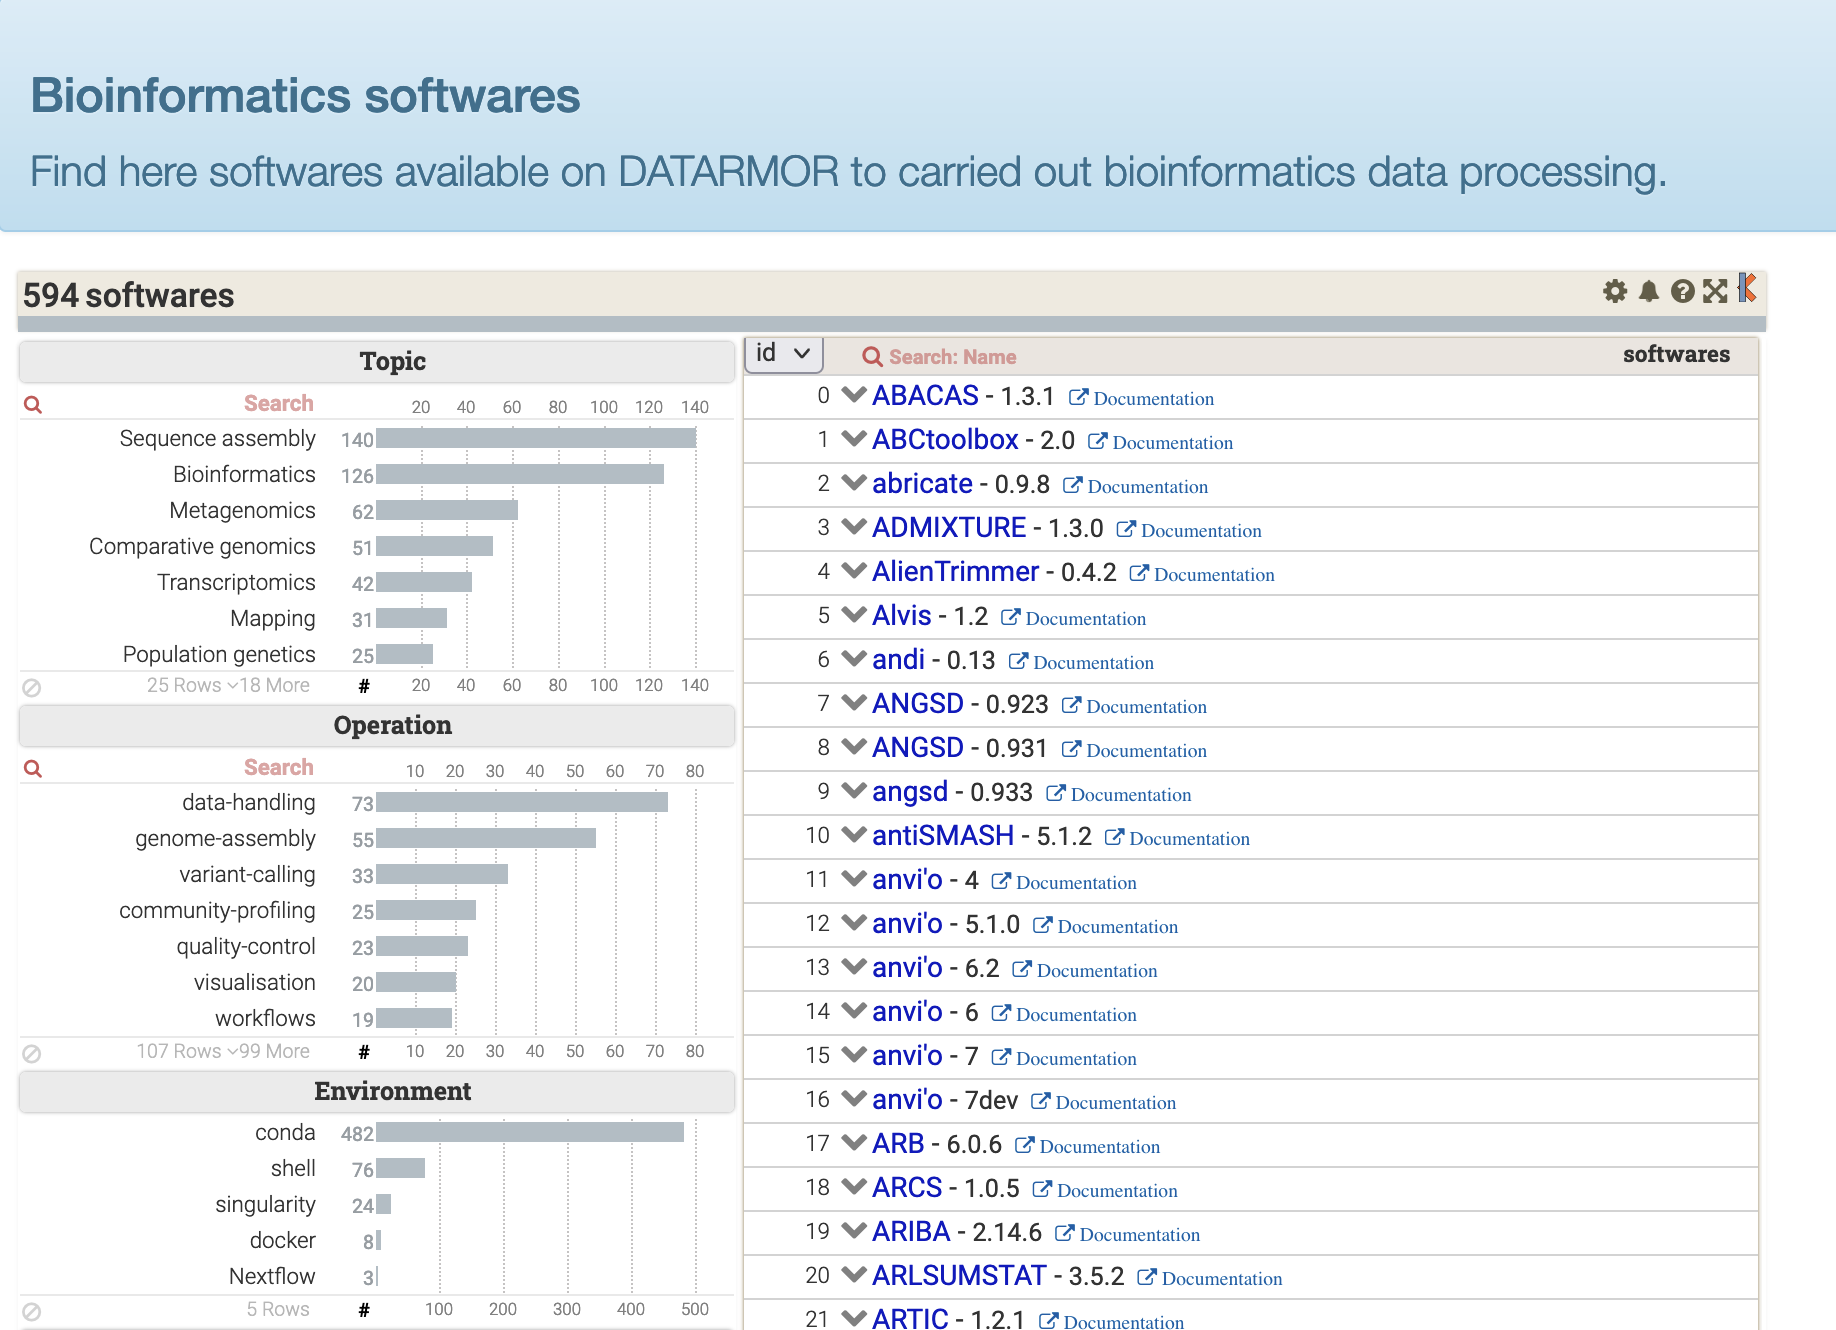 Bioinformatics softwares
Find here softwares available on DATARMOR to carried out bioinformatics data processing.
594 softwares
Topic
Search 20 40 60 80 100 120 140
Sequence assembly 140
Bioinformatics 126
Metagenomics 62
Comparative genomics 51
Transcriptomics 42
Mapping 31
Population genetics 25
25 Rows 18 More # 20 40 60 80 100 120 140
Operation
Search 10 20 30 40 50 60 70 80
data-handling 73
genome-assembly 55
variant-calling 33
community-profiling 25
quality-control 23
visualisation 20
workflows 19
107 Rows 99 More # 10 20 30 40 50 60 70 80
Environment
conda 482
shell 76
singularity 24
docker 8
Nextflow 3
5 Rows # 100 200 300 400 500
id Search: Name softwares
0 ABACAS - 1.3.1 Documentation
1 ABCtoolbox - 2.0 Documentation
2 abricate - 0.9.8 Documentation
3 ADMIXTURE - 1.3.0 Documentation
4 AlienTrimmer - 0.4.2 Documentation
5 Alvis - 1.2 Documentation
6 andi - 0.13 Documentation
7 ANGSD - 0.923 Documentation
8 ANGSD - 0.931 Documentation
9 angsd - 0.933 Documentation
10 antiSMASH - 5.1.2 Documentation
11 anvi'o - 4 Documentation
12 anvi'o - 5.1.0 Documentation
13 anvi'o - 6.2 Documentation
14 anvi'o - 6 Documentation
15 anvi'o - 7 Documentation
16 anvi'o - 7dev Documentation
17 ARB - 6.0.6 Documentation
18 ARCS - 1.0.5 Documentation
19 ARIBA - 2.14.6 Documentation
20 ARLSUMSTAT - 3.5.2 Documentation
21 ARTIC - 1.2.1 Documentation